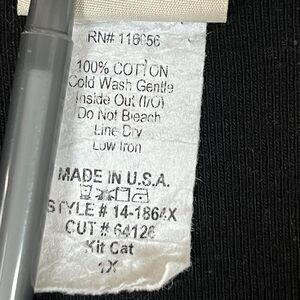 RN# 116656
100% COTTON
Cold Wash Gentle
Inside Out (I/O)
Do Not Bleach
Line Dry
Low Iron
MADE IN U.S.A.
STYLE # 14-1864X
CUT # 64126
Kit Cat
1X